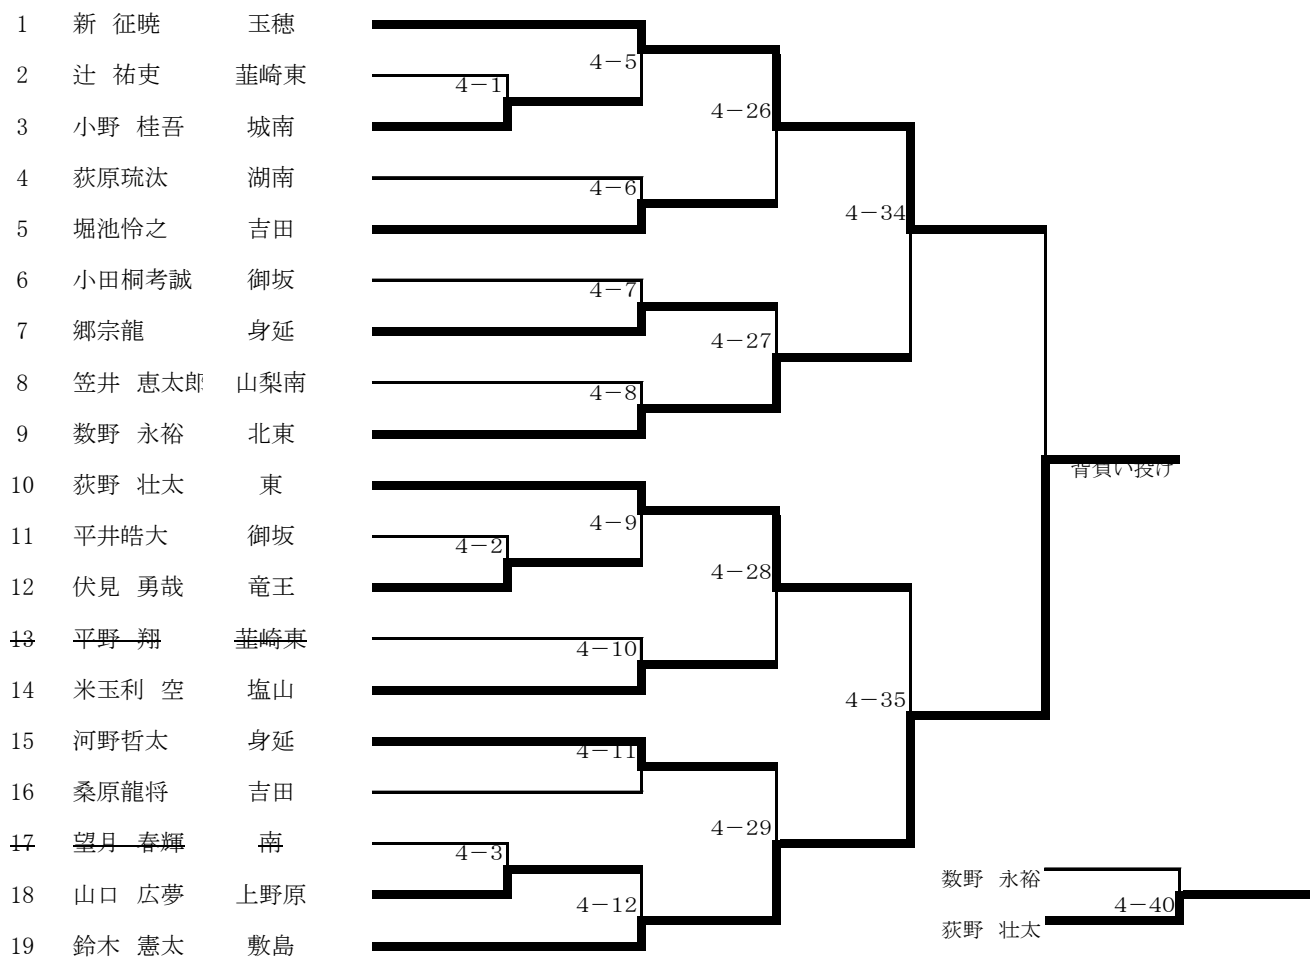 1 新 征暁 玉穂
4－5
2 辻 祐吏 韮崎東
4－1
4－26
3 小野 桂吾 城南
4 荻原琉汰 湖南
4－6
4－34
5 堀池怜之 吉田
6 小田桐考誠 御坂
4－7
7 郷宗龍 身延
4－27
8 笠井 恵太郎 山梨南
4－8
9 数野 永裕 北東
背負い投げ
10 荻野 壮太 東
4－9
11 平井皓大 御坂
4－2
4－28
12 伏見 勇哉 竜王
13 平野 翔 韮崎東
4－10
14 米玉利 空 塩山
4－35
15 河野哲太 身延
4－11
16 桑原龍将 吉田
4－29
17 望月 春輝 南
4－3
数野 永裕
18 山口 広夢 上野原
4－12
4－40
荻野 壮太
19 鈴木 憲太 敷島